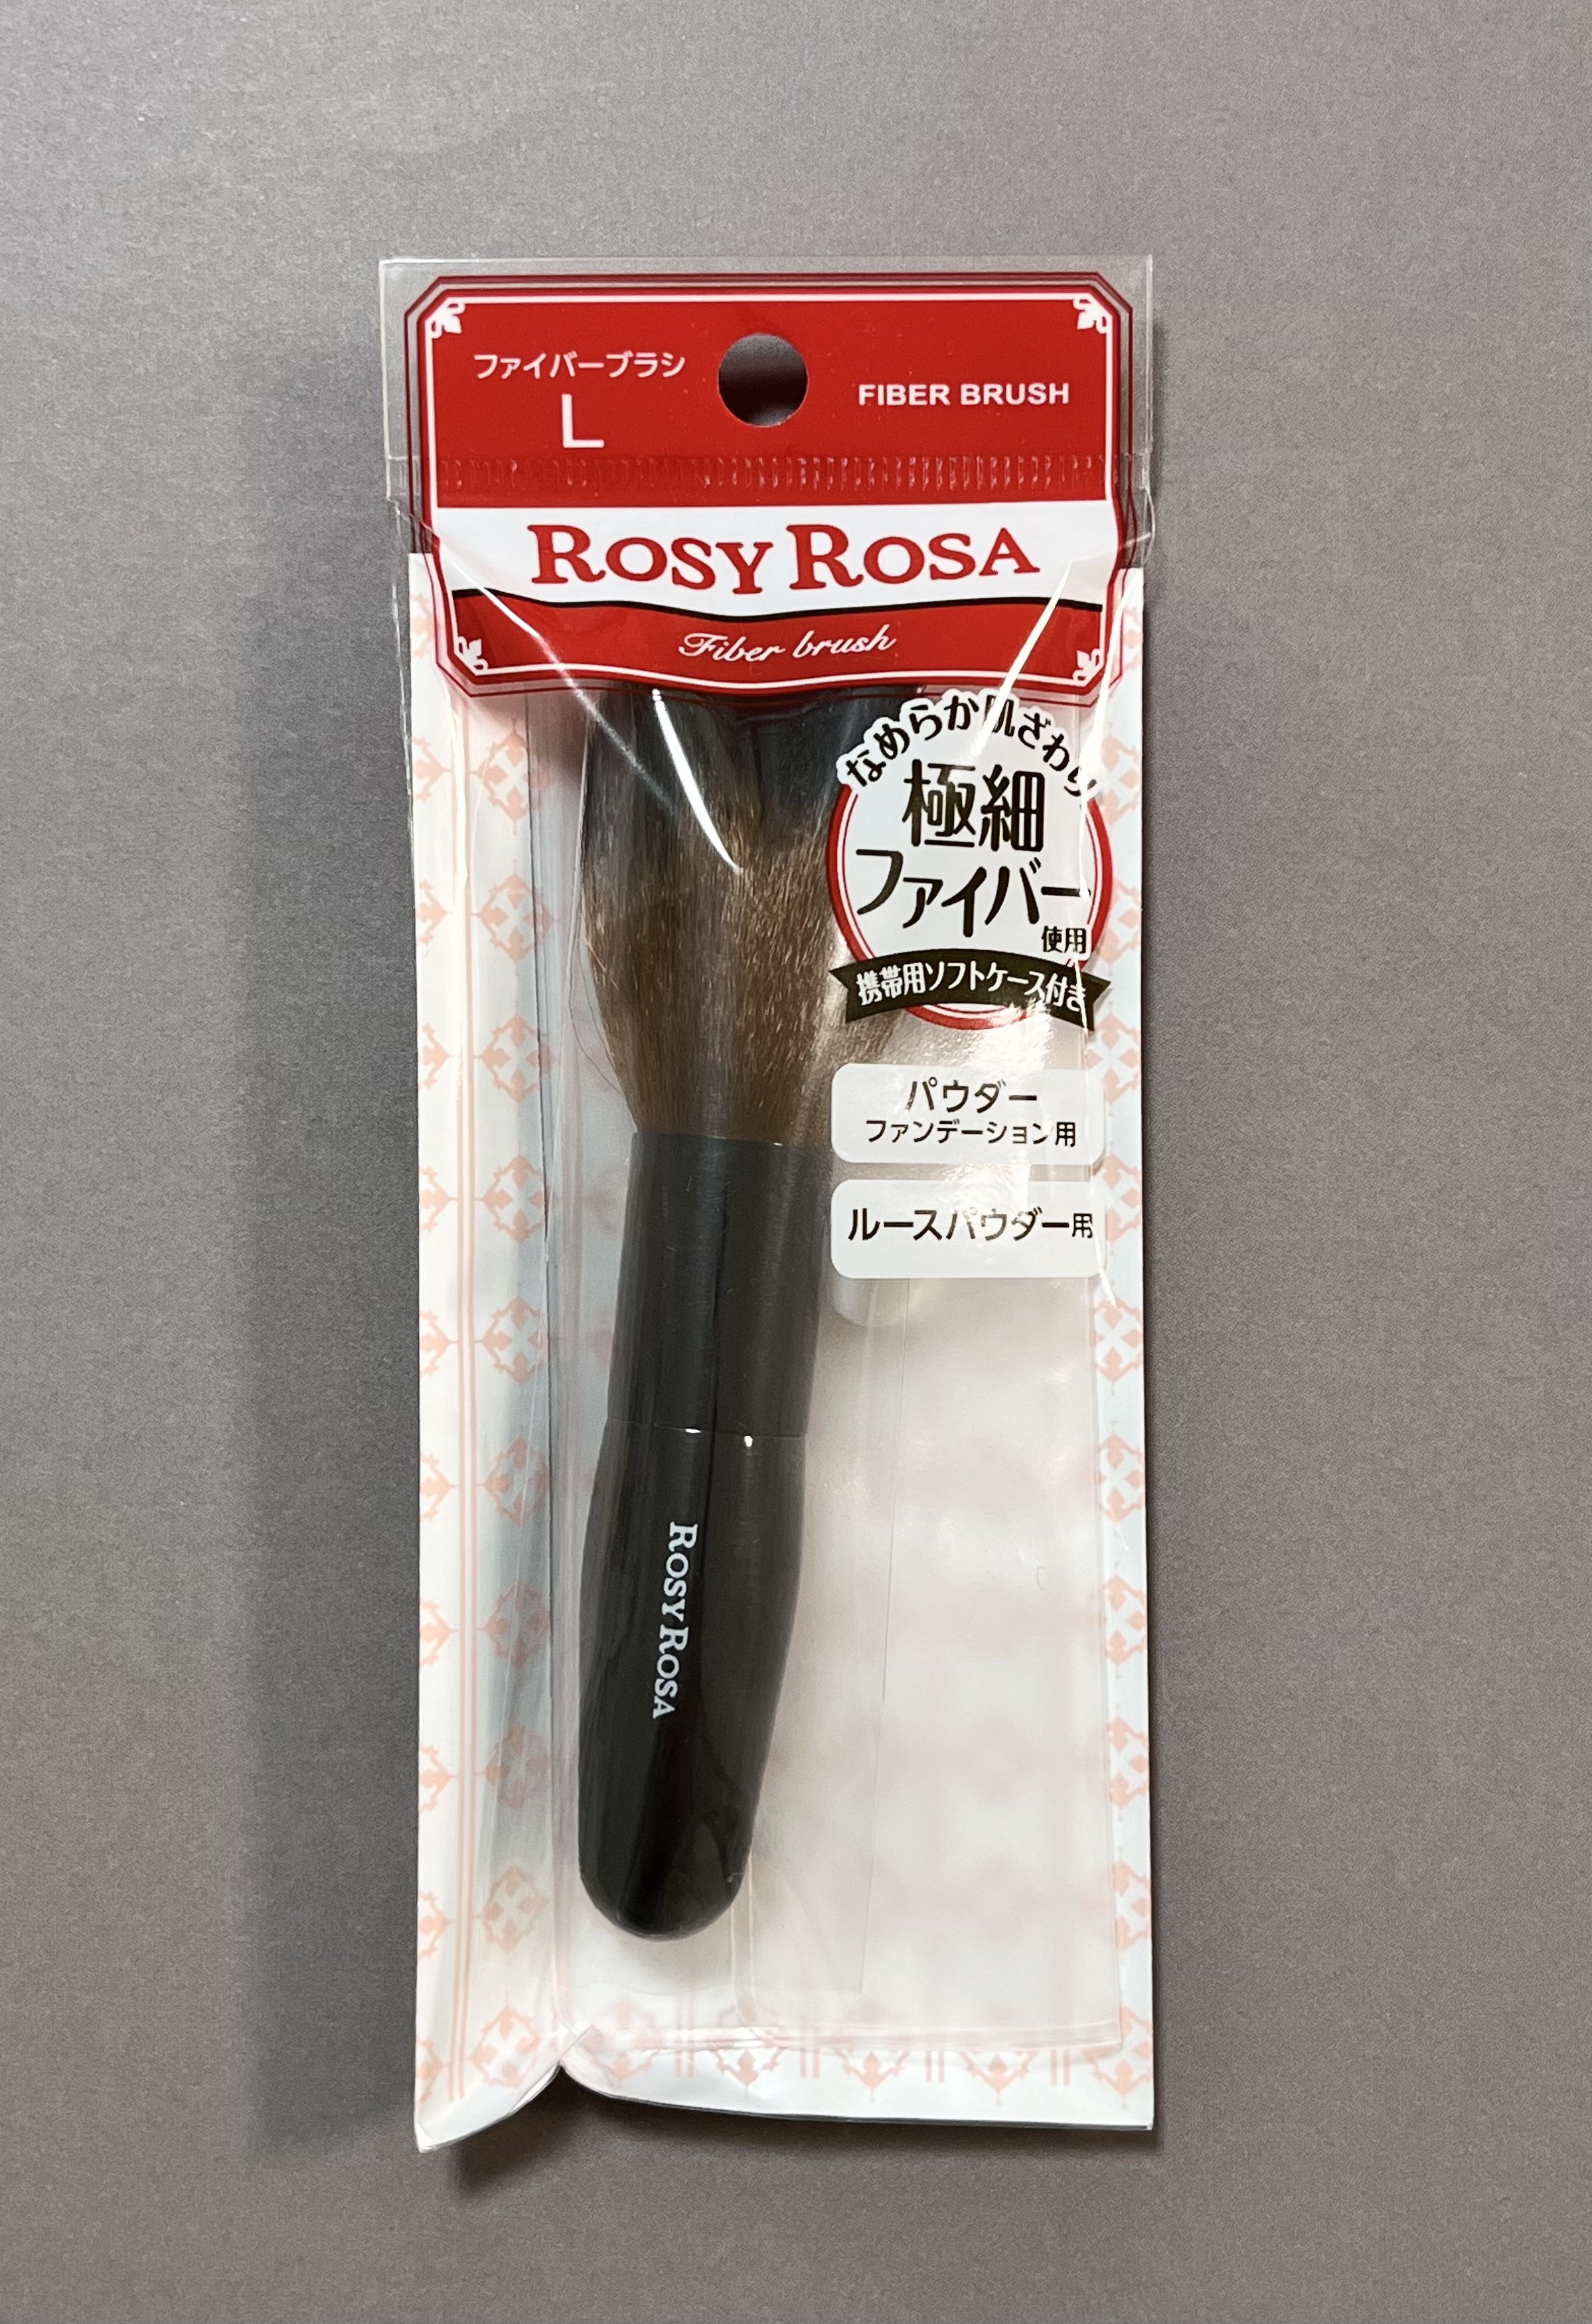 ファイバーブラシ
L
FIBER BRUSH
ROSY ROSA
Fiber brush
なめらか肌ざわり
極細
ファイバー
使用
携帯用ソフトケース付き
パウダー
ファンデーション用
ルースパウダー用
ROSY ROSA